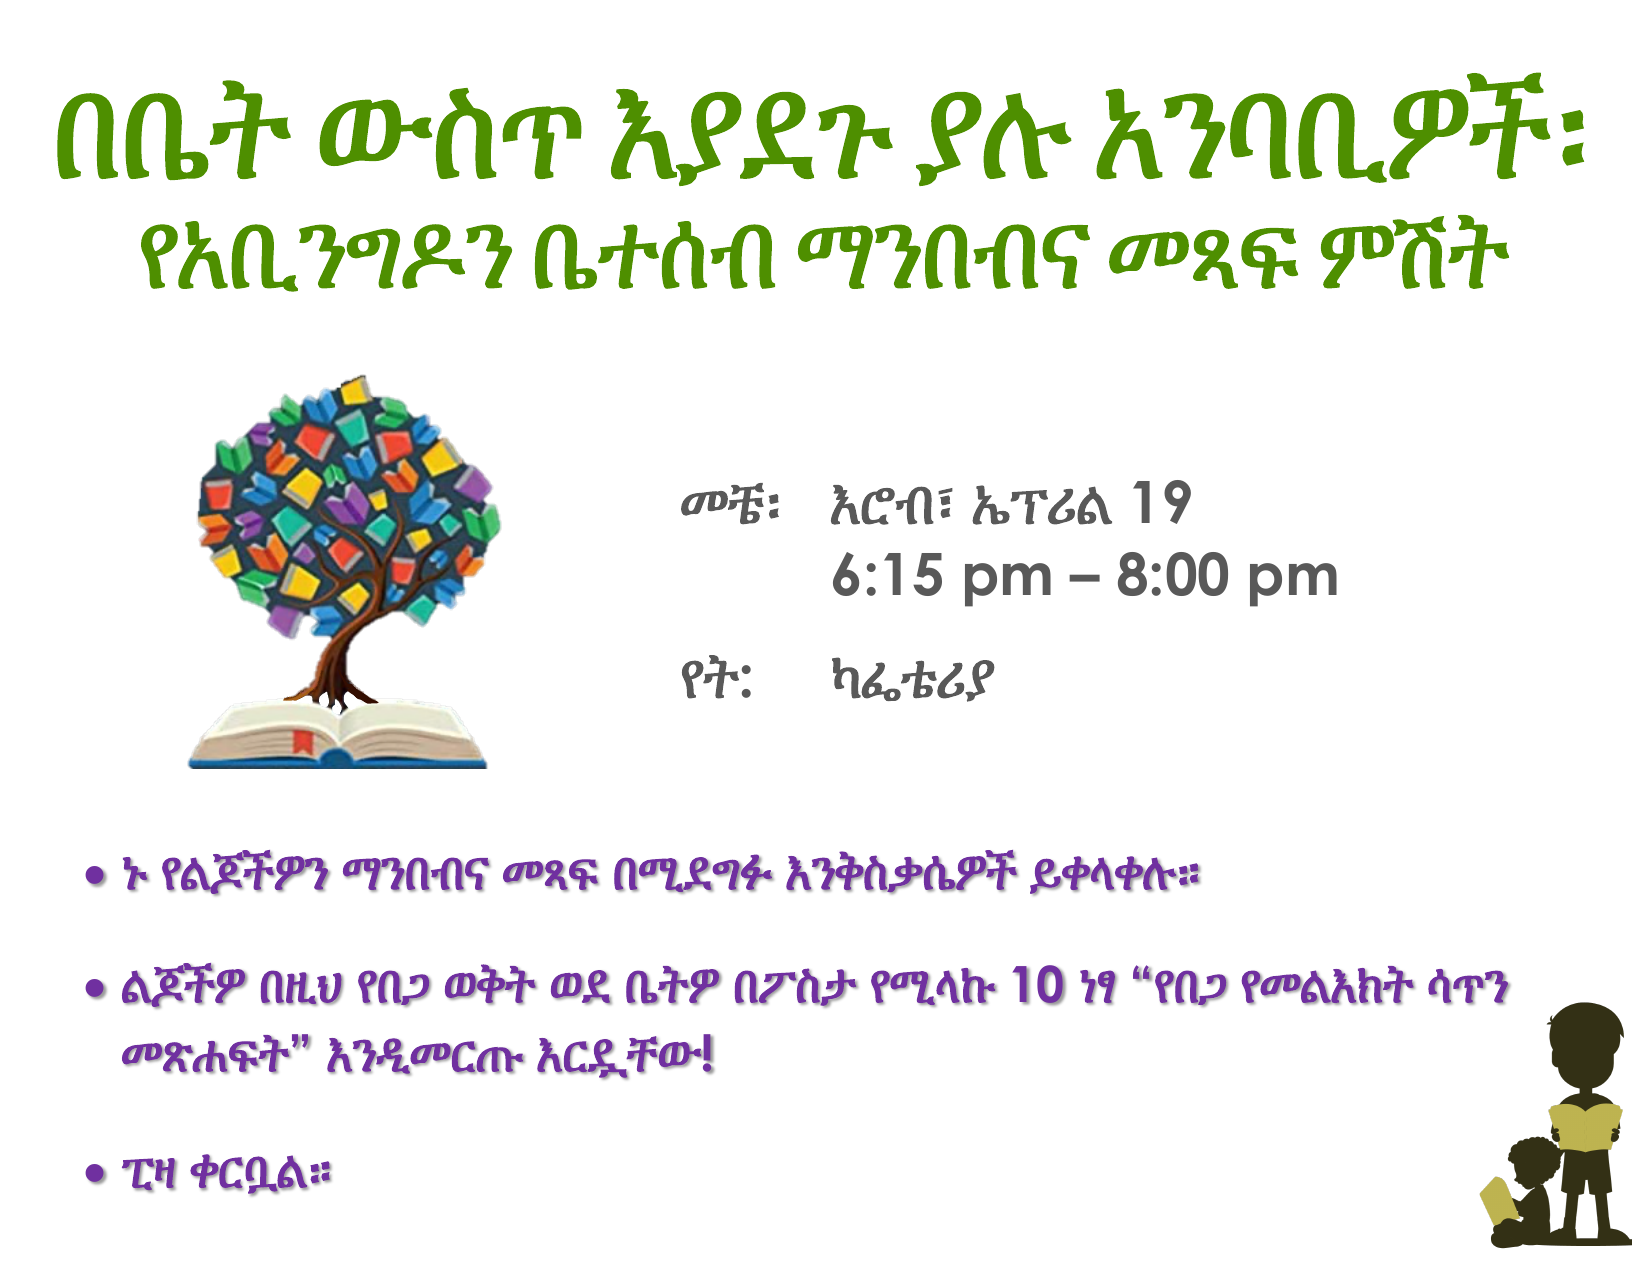 በቤት ውስጥ እያደጉ ያሉ አንባቢዎች፡
የአቢንግዶን ቤተሰብ ማንበብና መጻፍ ምሽት
መቼ፡ እሮብ፣ ኤፕሪል 19
6:15 pm – 8:00 pm
የት: ካፌቴሪያ
• ኑ የልጆችዎን ማንበብና መጻፍ በሚደግፉ እንቅስቃሴዎች ይቀላቀሉ።
• ልጆችዎ በዚህ የበጋ ወቅት ወደ ቤትዎ በፖስታ የሚላኩ 10 ነፃ “የበጋ የመልእክት ሳጥን
መጽሐፍት” እንዲመርጡ እርዷቸው!
• ፒዛ ቀርቧል።